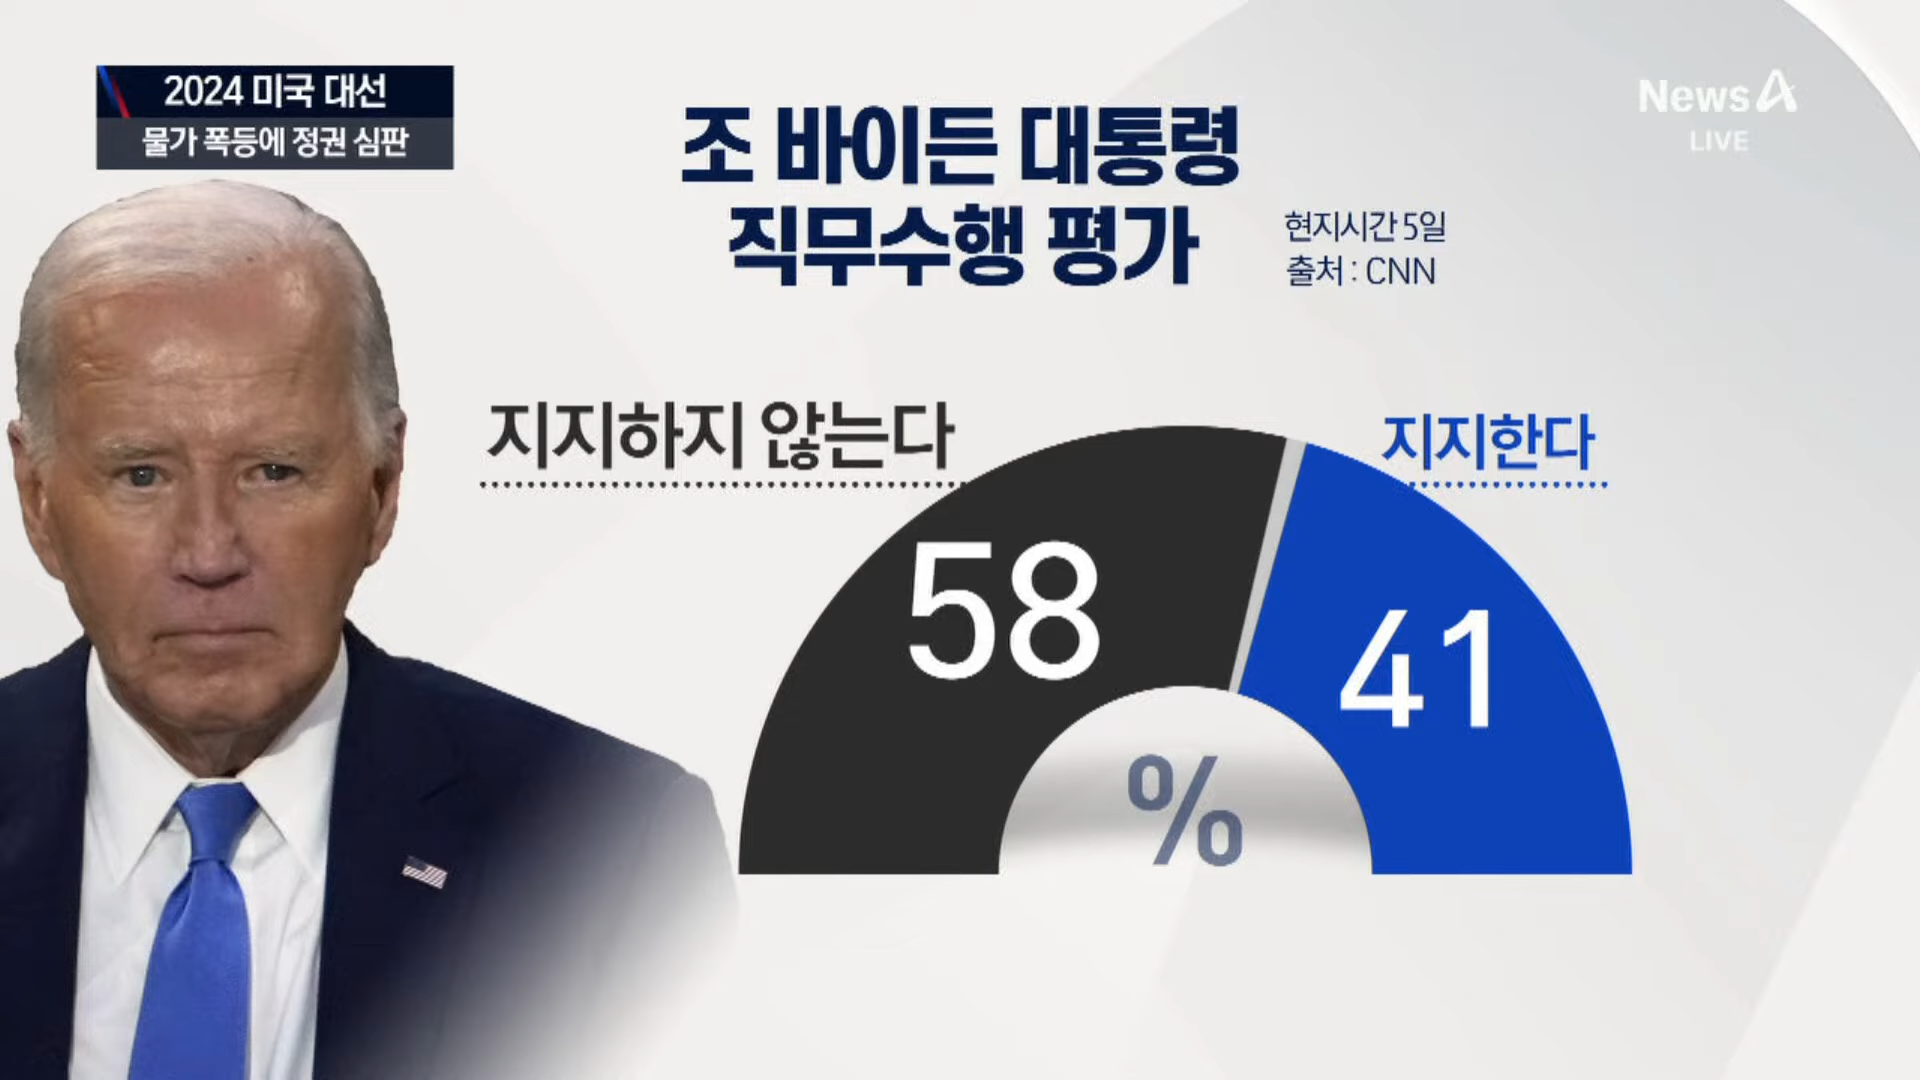 2024 미국 대선
물가 폭등에 정권 심판
News A
LIVE
조 바이든 대통령
직무수행 평가
현지시간 5일
출처 : CNN
지지하지 않는다
지지한다
58
41
%